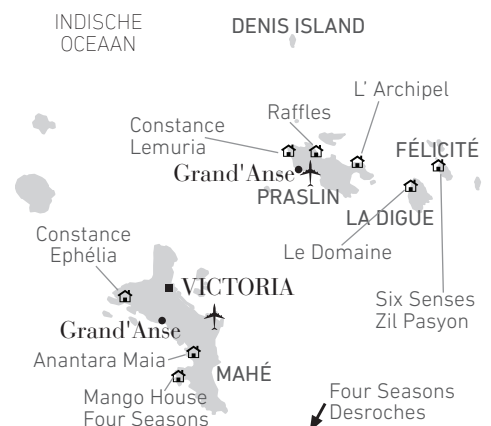 INDISCHE
OCEAAN
DENIS ISLAND
L' Archipel
Raffles
Constance
Lemuria
FÉLICITÉ
Grand'Anse
PRASLIN
LA DIGUE
Constance
Ephélia
Le Domaine
VICTORIA
Six Senses
Zil Pasyon
Grand'Anse
Anantara Maia
MAHÉ
Mango House
Four Seasons
Four Seasons
Desroches